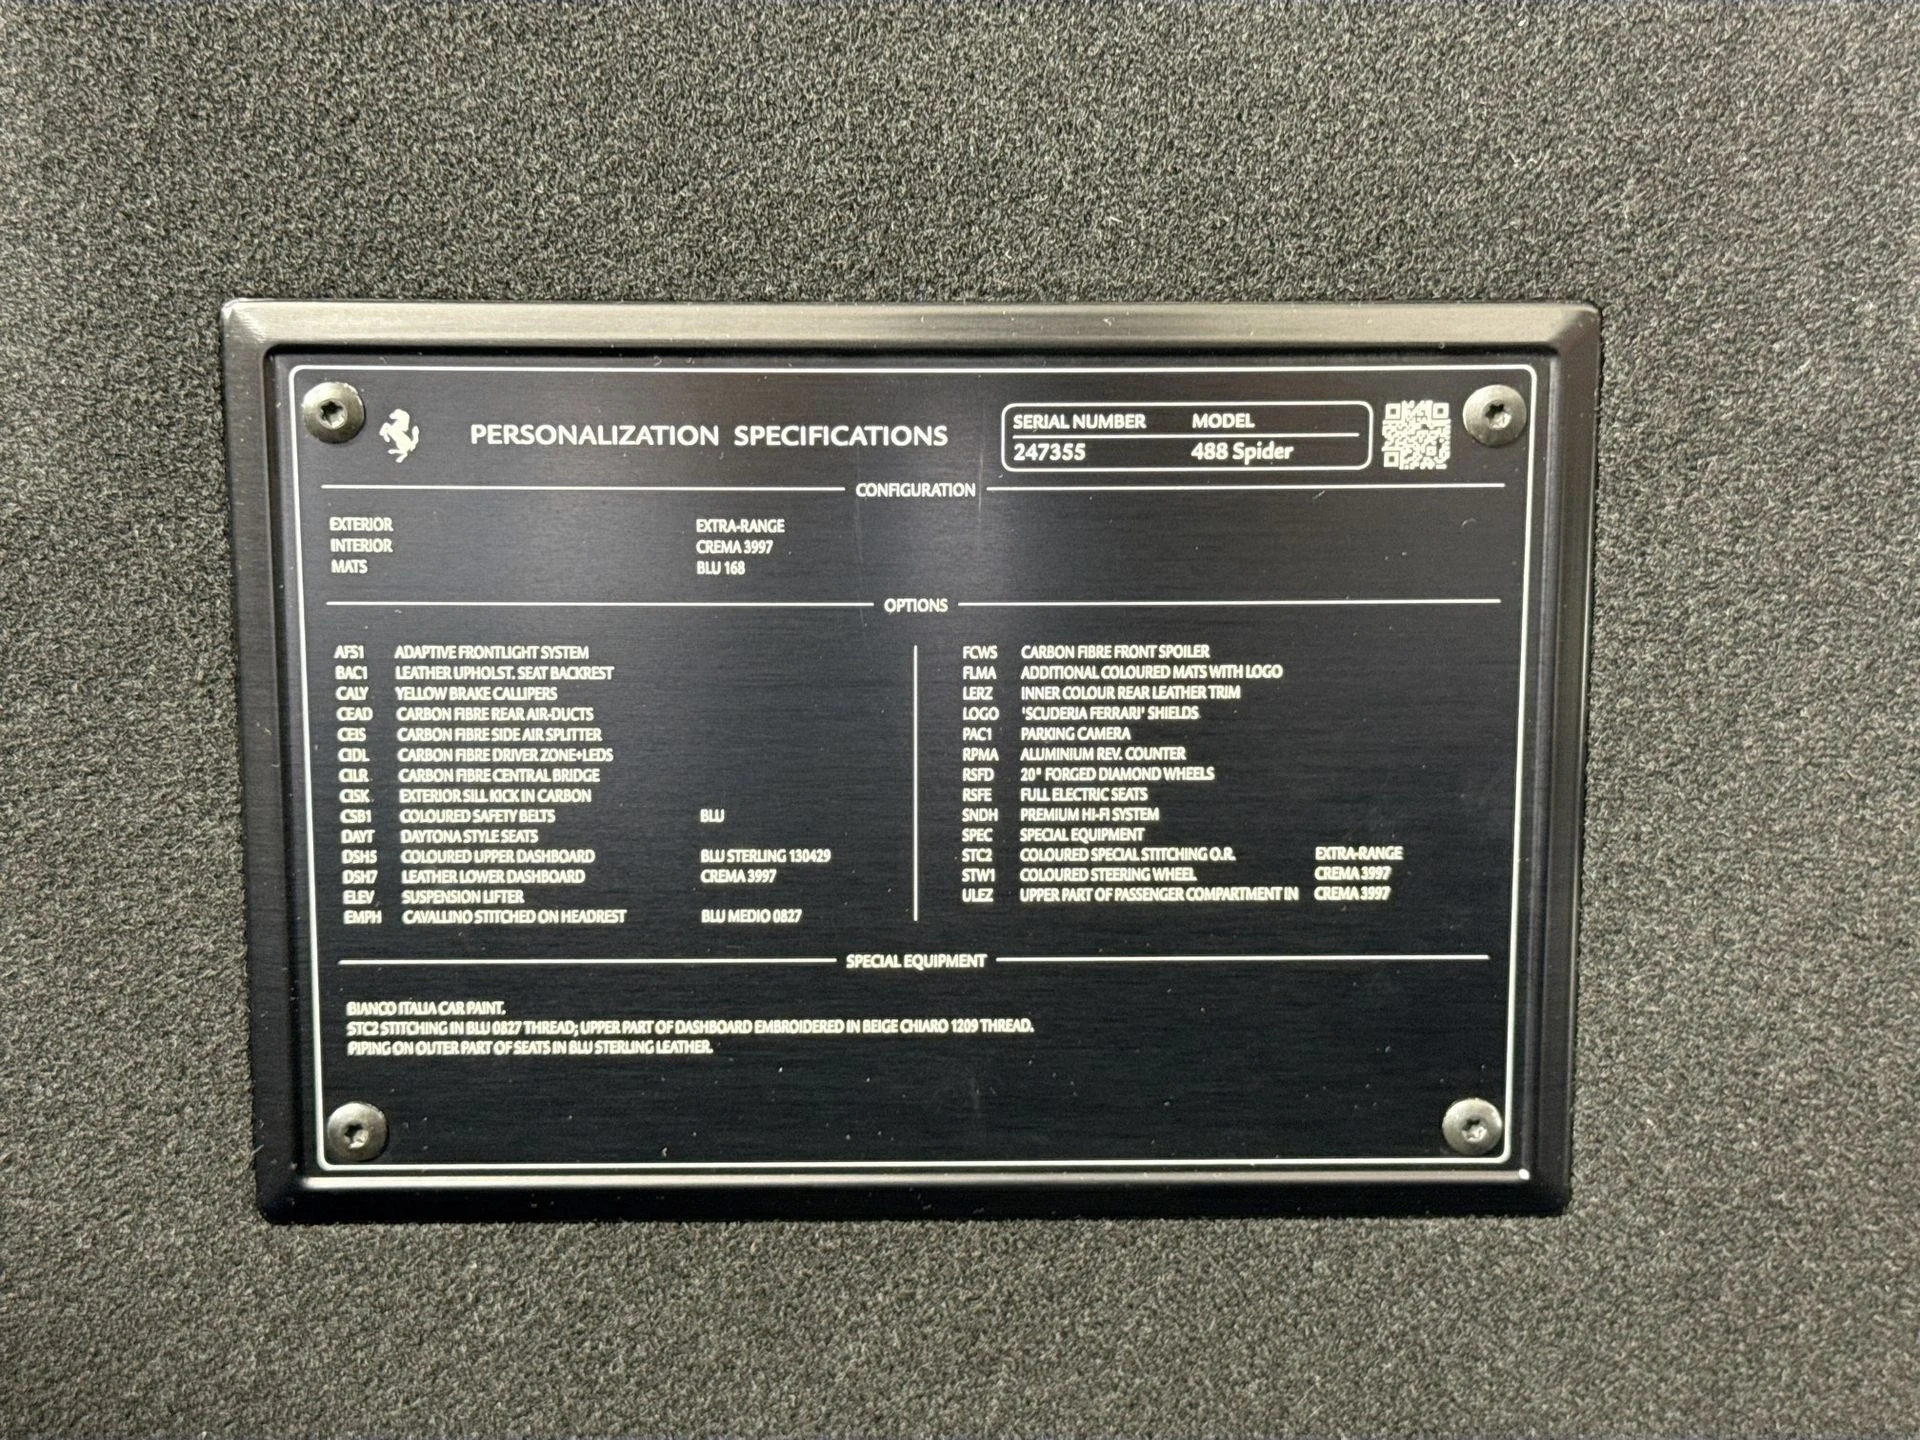 PERSONALIZATION SPECIFICATIONS
SERIAL NUMBER MODEL
247355 488 Spider
CONFIGURATION
EXTERIOR EXTRA-RANGE
INTERIOR CREMA 3997
MATS BLU 168
OPTIONS
AFS1 ADAPTIVE FRONTLIGHT SYSTEM
BAC1 LEATHER UPHOLST. SEAT BACKREST
CALY YELLOW BRAKE CALLIPERS
CEAD CARBON FIBRE REAR AIR-DUCTS
CEIS CARBON FIBRE SIDE AIR SPLITTER
CIDL CARBON FIBRE DRIVER ZONE+LEDS
CILR CARBON FIBRE CENTRAL BRIDGE
CISK EXTERIOR SILL KICK IN CARBON
CSB1 COLOURED SAFETY BELTS BLU
DAYT DAYTONA STYLE SEATS
DSH5 COLOURED UPPER DASHBOARD BLU STERLING 130429
DSH7 LEATHER LOWER DASHBOARD CREMA 3997
ELEV SUSPENSION LIFTER
EMPH CAVALLINO STITCHED ON HEADREST BLU MEDIO 0827
FCWS CARBON FIBRE FRONT SPOILER
FLMA ADDITIONAL COLOURED MATS WITH LOGO
LERZ INNER COLOUR REAR LEATHER TRIM
LOGO 'SCUDERIA FERRARI' SHIELDS
PAC1 PARKING CAMERA
RPMA ALUMINIUM REV. COUNTER
RSFD 20" FORGED DIAMOND WHEELS
RSFE FULL ELECTRIC SEATS
SNDH PREMIUM HI-FI SYSTEM
SPEC SPECIAL EQUIPMENT
STC2 COLOURED SPECIAL STITCHING O.R. EXTRA-RANGE
STW1 COLOURED STEERING WHEEL CREMA 3997
ULEZ UPPER PART OF PASSENGER COMPARTMENT IN CREMA 3997
SPECIAL EQUIPMENT
BIANCO ITALIA CAR PAINT.
STC2 STITCHING IN BLU 0827 THREAD; UPPER PART OF DASHBOARD EMBROIDERED IN BEIGE CHIARO 1209 THREAD.
PIPING ON OUTER PART OF SEATS IN BLU STERLING LEATHER.